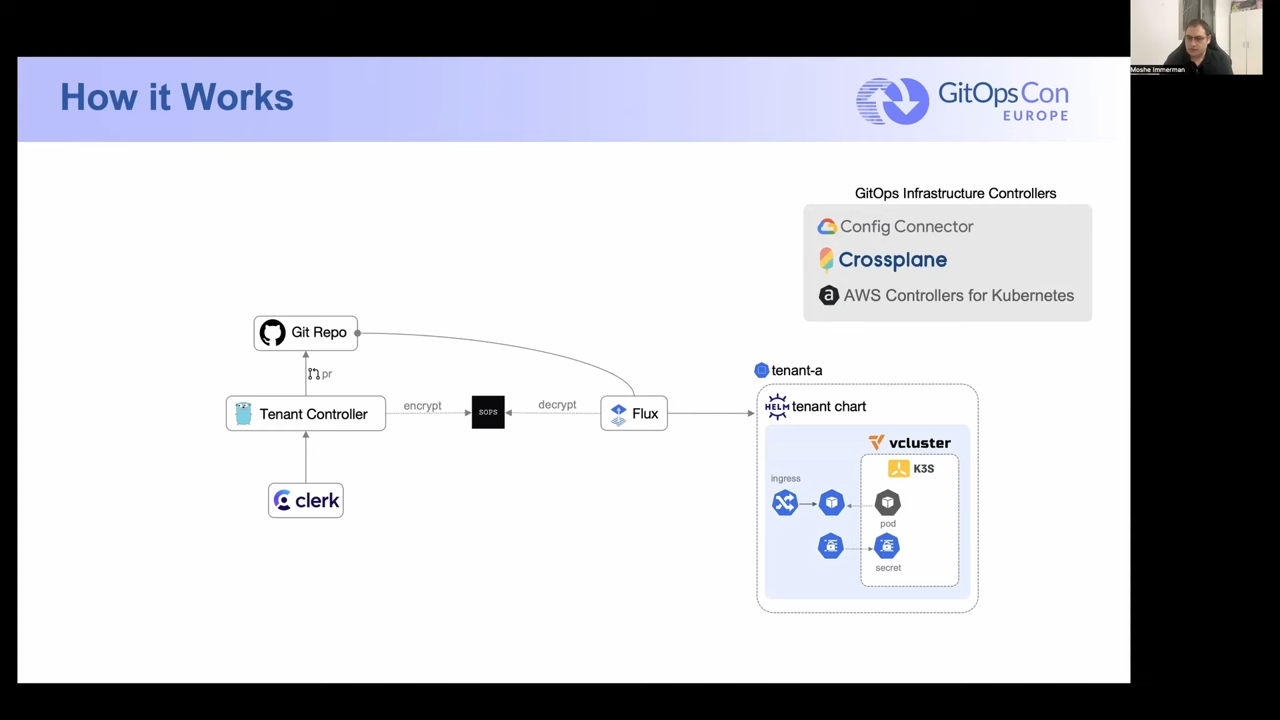 Moshe Immerman
How it Works
GitOpsCon
EUROPE
GitOps Infrastructure Controllers
Config Connector
Crossplane
AWS Controllers for Kubernetes
Git Repo
pr
Tenant Controller
encrypt
SOPS
decrypt
Flux
clerk
tenant-a
HELM tenant chart
vcluster
K3S
ingress
pod
secret